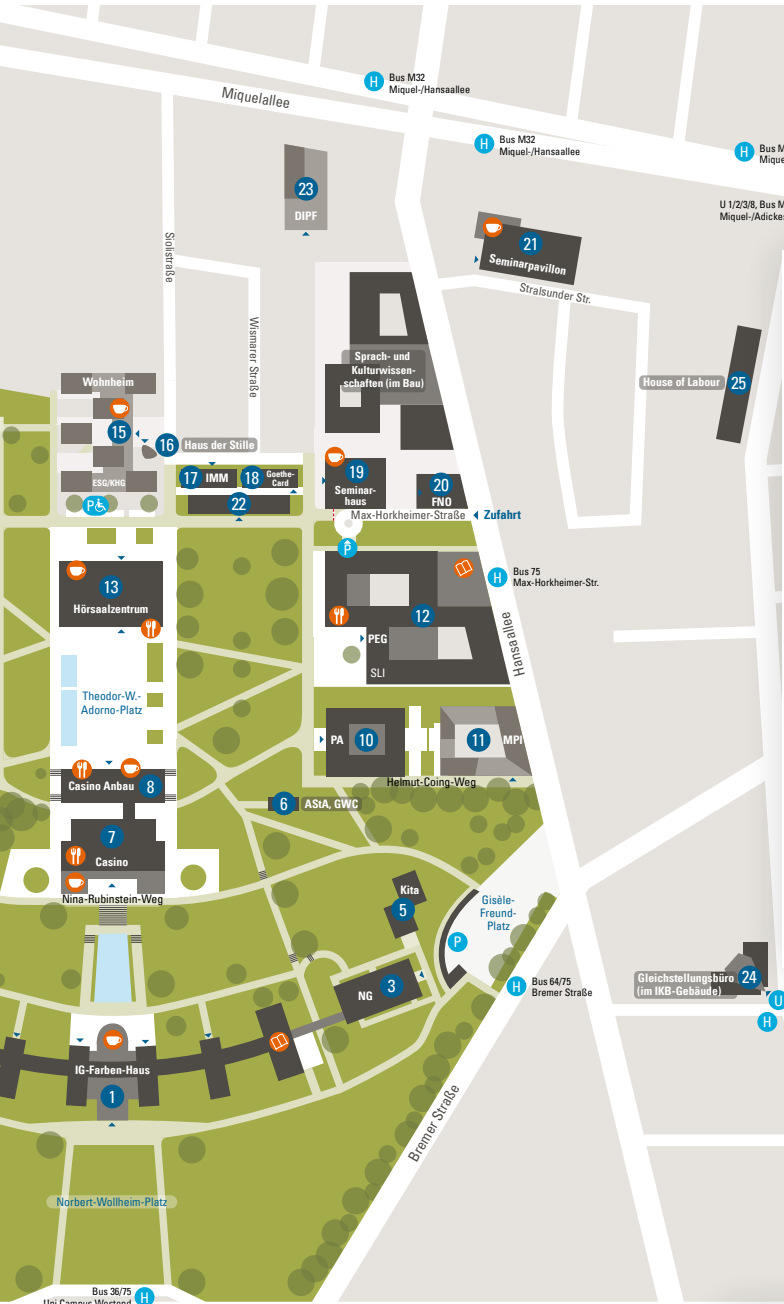 H
Bus M32
Miquel-/Hansaallee
Miquelallee
H
Bus M32
Miquel-/Hansaallee
H
Bus M
Mique
23
DIPF
U 1/2/3/8, Bus M
Miquel-/Adickes
21
Seminarpavillon
Siolistraße
Stralsunder Str.
Wismarer Straße
Sprach- und
Kulturwissen-
schaften (im Bau)
Wohnheim
House of Labour
25
15
16
Haus der Stille
ESG/KHG
P
17
IMM
18
Goethe-
Card
22
19
Seminar-
haus
20
FNO
Max-Horkheimer-Straße
Zufahrt
P
H
Bus 75
Max-Horkheimer-Str.
13
Hörsaalzentrum
12
PEG
SLI
Hansaallee
Theodor-W.-
Adorno-Platz
PA
10
11
MPI
Helmut-Coing-Weg
Casino Anbau
8
6
AStA, GWC
7
Casino
Nina-Rubinstein-Weg
Kita
5
Gisèle-
Freund-
Platz
P
NG
3
H
Bus 64/75
Bremer Straße
Gleichstellungsbüro
(im IKB-Gebäude)
24
U
H
IG-Farben-Haus
1
Bremer Straße
Norbert-Wollheim-Platz
Bus 36/75
Uni Campus Westend
H